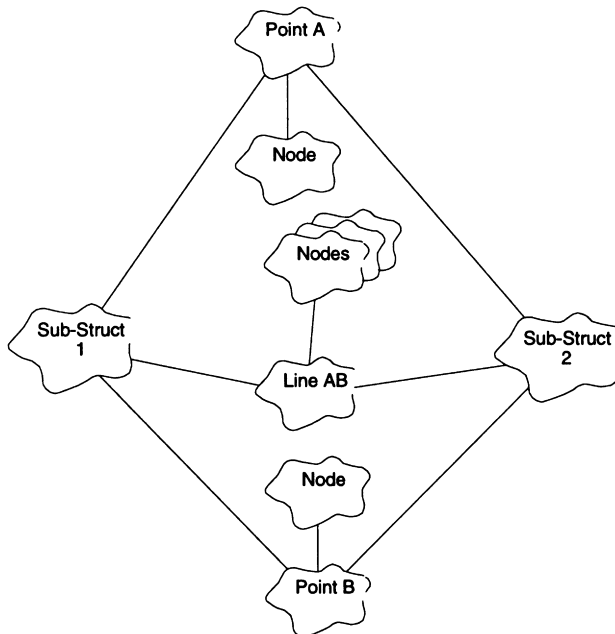 Point A
Node
Nodes
Sub-Struct
1
Sub-Struct
2
Line AB
Node
Point B